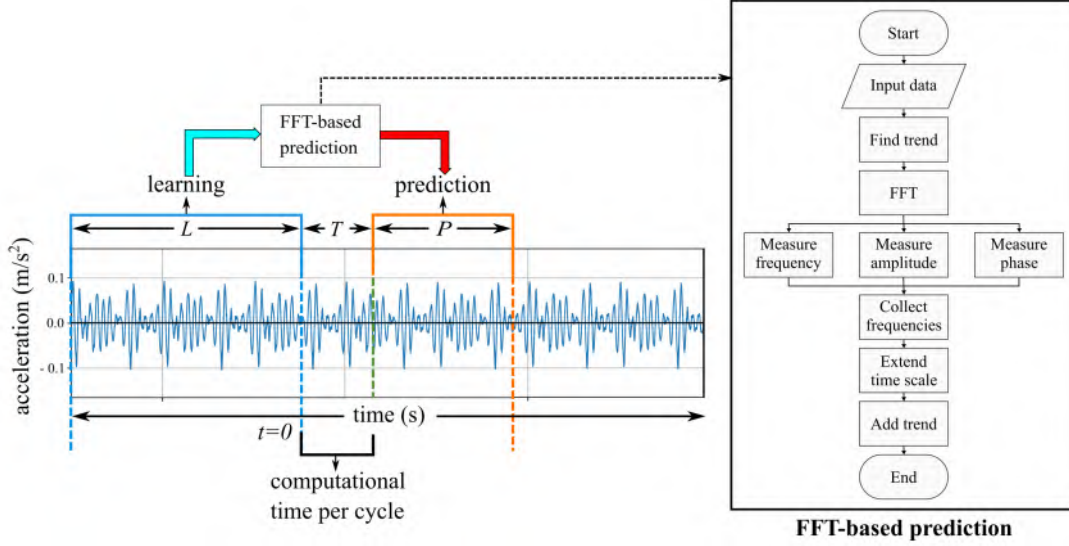 FFT-based
prediction
learning
prediction
L
T
P
acceleration (m/s²)
0.1
0.0
- 0.1
time (s)
t=0
computational
time per cycle
Start
Input data
Find trend
FFT
Measure
frequency
Measure
amplitude
Measure
phase
Collect
frequencies
Extend
time scale
Add trend
End
FFT-based prediction